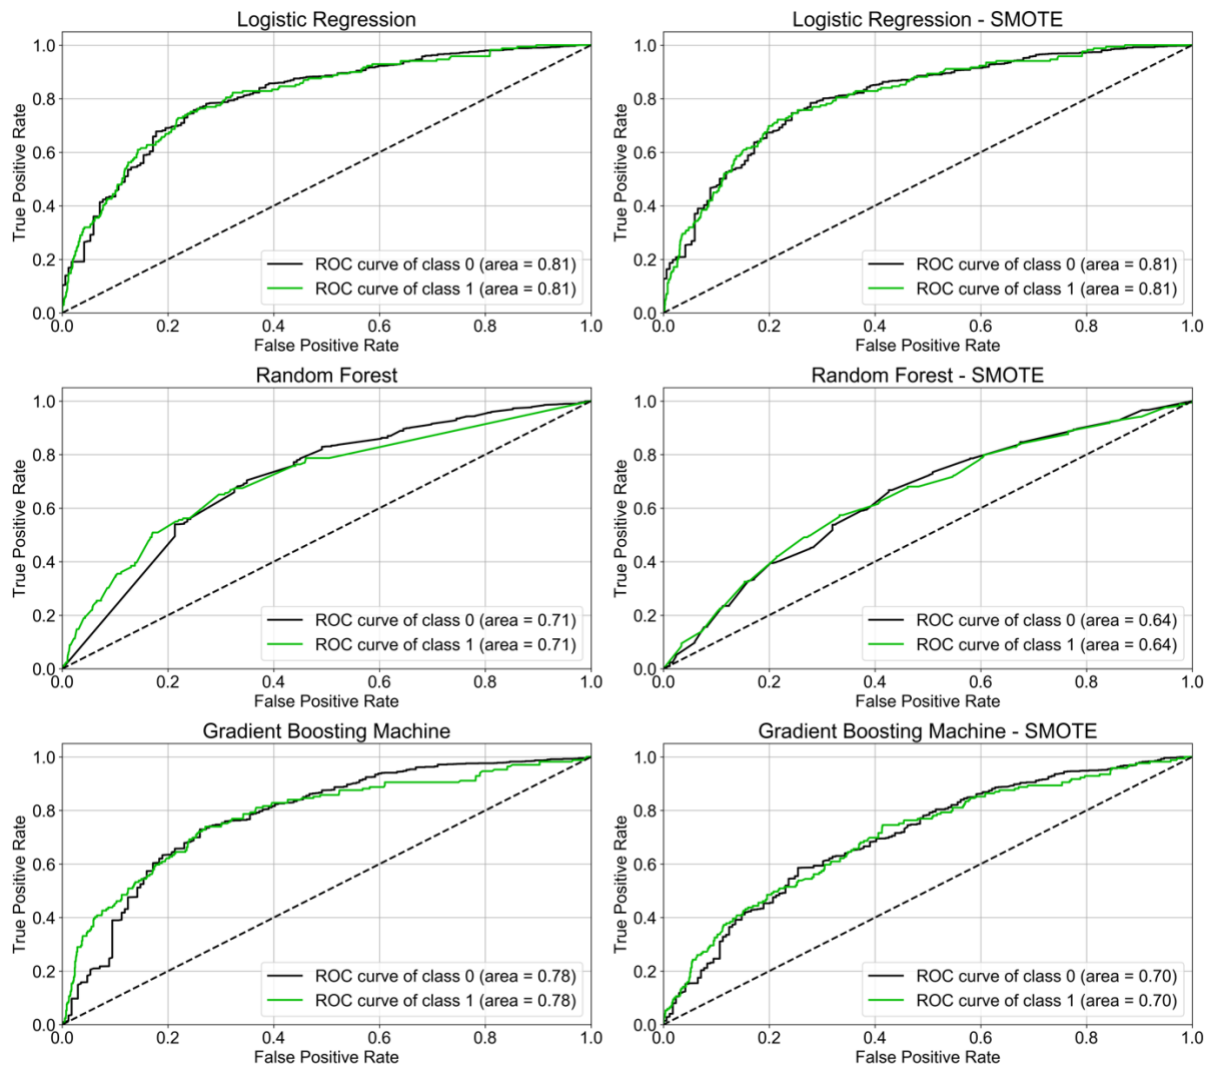 Logistic Regression
1.0
0.8
0.6
0.4
0.2
0.0
True Positive Rate
ROC curve of class 0 (area = 0.81)
ROC curve of class 1 (area = 0.81)
0.0 0.2 0.4 0.6 0.8 1.0
False Positive Rate
Logistic Regression - SMOTE
1.0
0.8
0.6
0.4
0.2
0.0
True Positive Rate
ROC curve of class 0 (area = 0.81)
ROC curve of class 1 (area = 0.81)
0.0 0.2 0.4 0.6 0.8 1.0
False Positive Rate
Random Forest
1.0
0.8
0.6
0.4
0.2
0.0
True Positive Rate
ROC curve of class 0 (area = 0.71)
ROC curve of class 1 (area = 0.71)
0.0 0.2 0.4 0.6 0.8 1.0
False Positive Rate
Random Forest - SMOTE
1.0
0.8
0.6
0.4
0.2
0.0
True Positive Rate
ROC curve of class 0 (area = 0.64)
ROC curve of class 1 (area = 0.64)
0.0 0.2 0.4 0.6 0.8 1.0
False Positive Rate
Gradient Boosting Machine
1.0
0.8
0.6
0.4
0.2
0.0
True Positive Rate
ROC curve of class 0 (area = 0.78)
ROC curve of class 1 (area = 0.78)
0.0 0.2 0.4 0.6 0.8 1.0
False Positive Rate
Gradient Boosting Machine - SMOTE
1.0
0.8
0.6
0.4
0.2
0.0
True Positive Rate
ROC curve of class 0 (area = 0.70)
ROC curve of class 1 (area = 0.70)
0.0 0.2 0.4 0.6 0.8 1.0
False Positive Rate